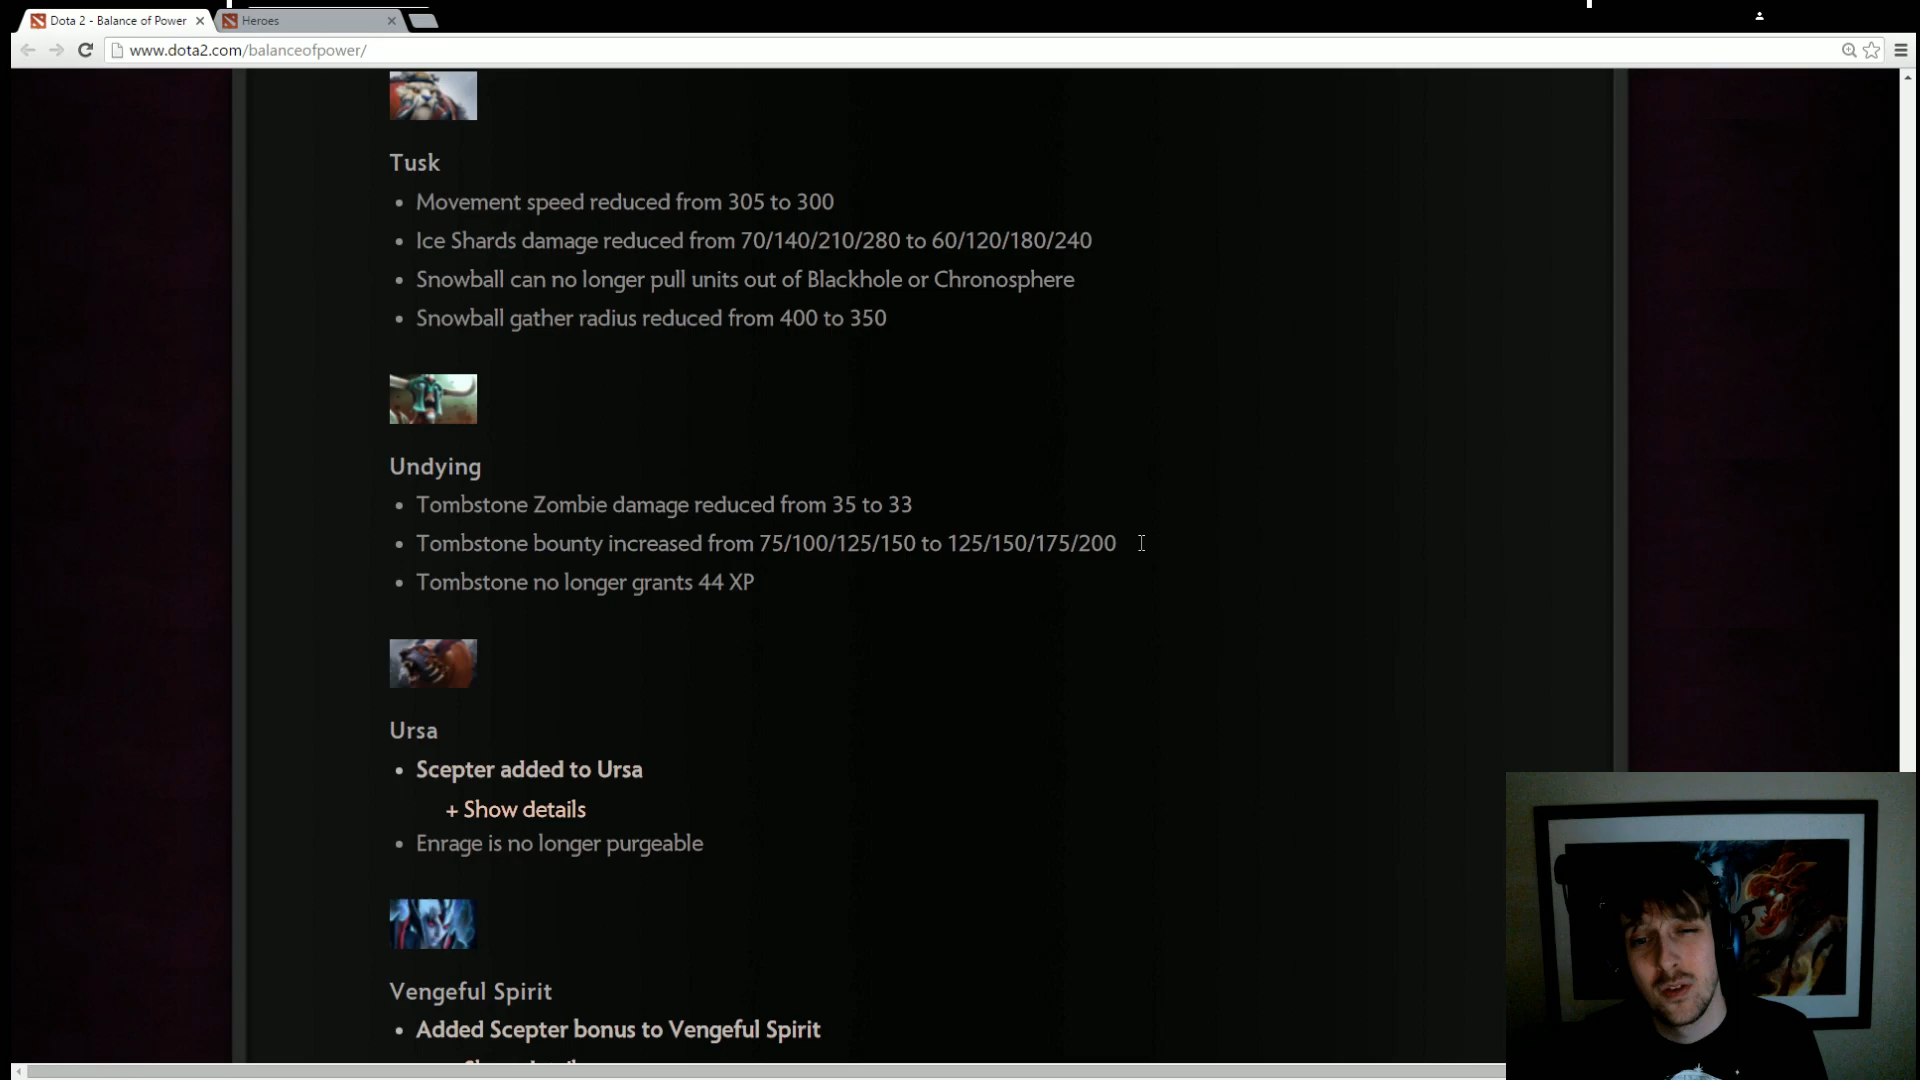 Dota 2 - Balance of Power
Heroes
www.dota2.com/balanceofpower/
Tusk
• Movement speed reduced from 305 to 300
• Ice Shards damage reduced from 70/140/210/280 to 60/120/180/240
• Snowball can no longer pull units out of Blackhole or Chronosphere
• Snowball gather radius reduced from 400 to 350
Undying
• Tombstone Zombie damage reduced from 35 to 33
• Tombstone bounty increased from 75/100/125/150 to 125/150/175/200
• Tombstone no longer grants 44 XP
Ursa
• Scepter added to Ursa
+ Show details
• Enrage is no longer purgeable
Vengeful Spirit
• Added Scepter bonus to Vengeful Spirit